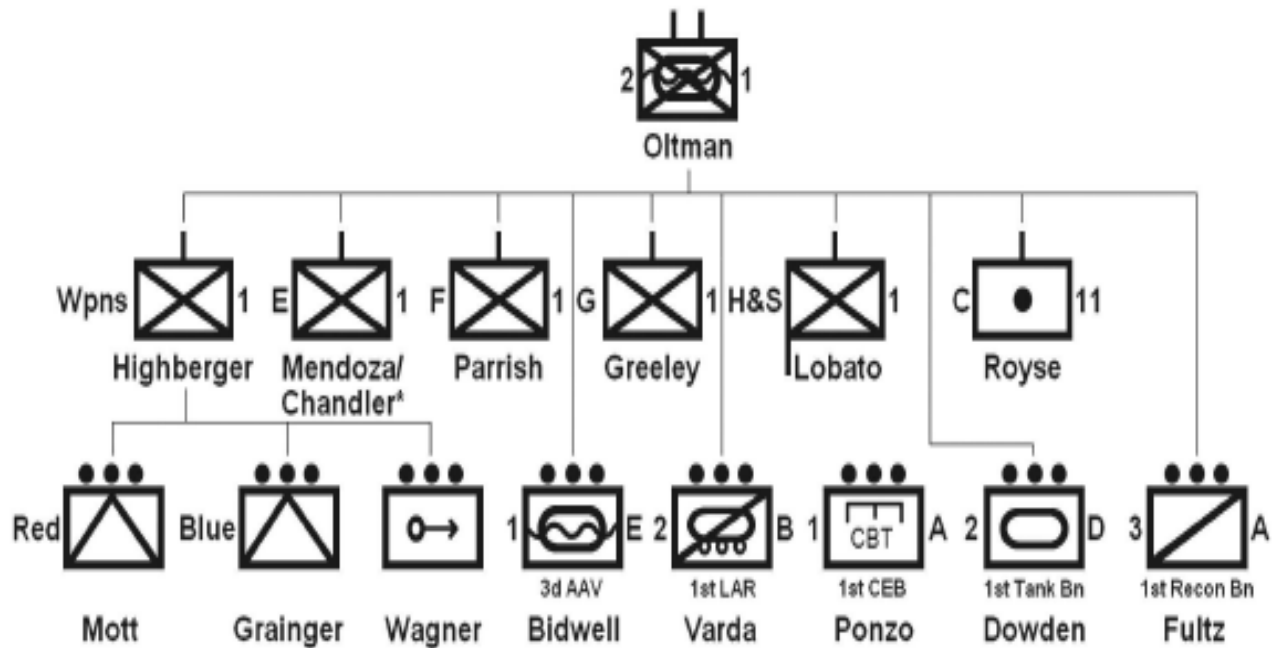 2 1
Oltman
Wpns 1 E 1 F 1 G 1 H&S 1 C 11
Highberger Mendoza/ Parrish Greeley Lobato Royse
Chandler*
Red Blue 1 E 2 B 1 CBT A 2 D 3 A
3d AAV 1st LAR 1st CEB 1st Tank Bn 1st Recon Bn
Mott Grainger Wagner Bidwell Varda Ponzo Dowden Fultz